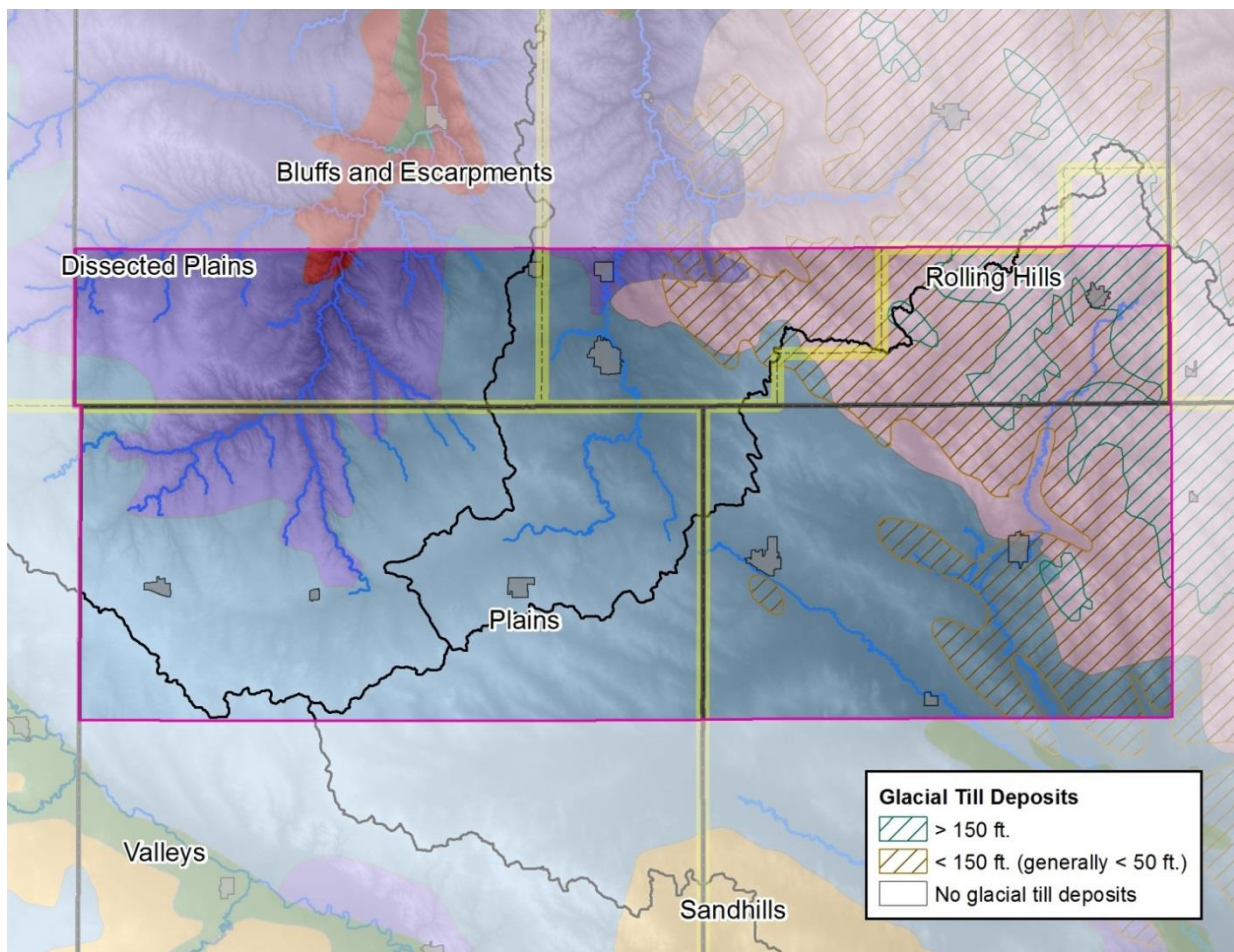 Bluffs and Escarpments
Dissected Plains
Rolling Hills
Plains
Valleys
Sandhills
Glacial Till Deposits
> 150 ft.
< 150 ft. (generally < 50 ft.)
No glacial till deposits